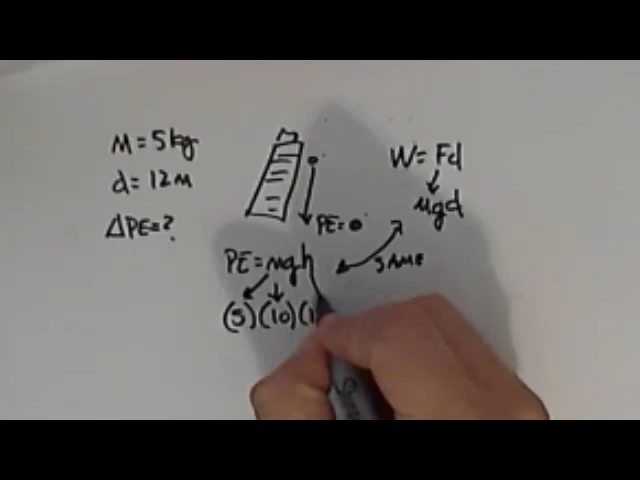 M = 5kg
d = 12M
ΔPE = ?
PE = 0
W = Fd
Mgd
PE = mgh
SAME
(5)(10)(1